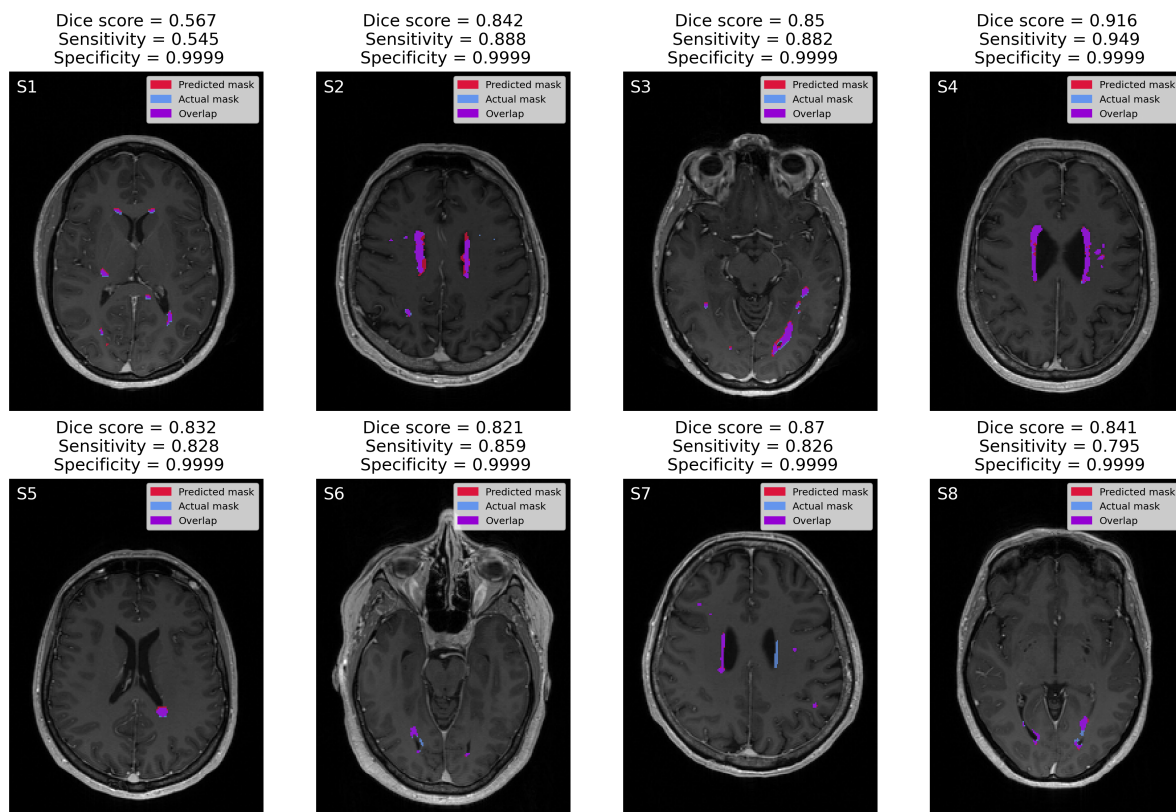 Dice score = 0.567
Sensitivity = 0.545
Specificity = 0.9999
S1
Predicted mask
Actual mask
Overlap
Dice score = 0.842
Sensitivity = 0.888
Specificity = 0.9999
S2
Predicted mask
Actual mask
Overlap
Dice score = 0.85
Sensitivity = 0.882
Specificity = 0.9999
S3
Predicted mask
Actual mask
Overlap
Dice score = 0.916
Sensitivity = 0.949
Specificity = 0.9999
S4
Predicted mask
Actual mask
Overlap
Dice score = 0.832
Sensitivity = 0.828
Specificity = 0.9999
S5
Predicted mask
Actual mask
Overlap
Dice score = 0.821
Sensitivity = 0.859
Specificity = 0.9999
S6
Predicted mask
Actual mask
Overlap
Dice score = 0.87
Sensitivity = 0.826
Specificity = 0.9999
S7
Predicted mask
Actual mask
Overlap
Dice score = 0.841
Sensitivity = 0.795
Specificity = 0.9999
S8
Predicted mask
Actual mask
Overlap